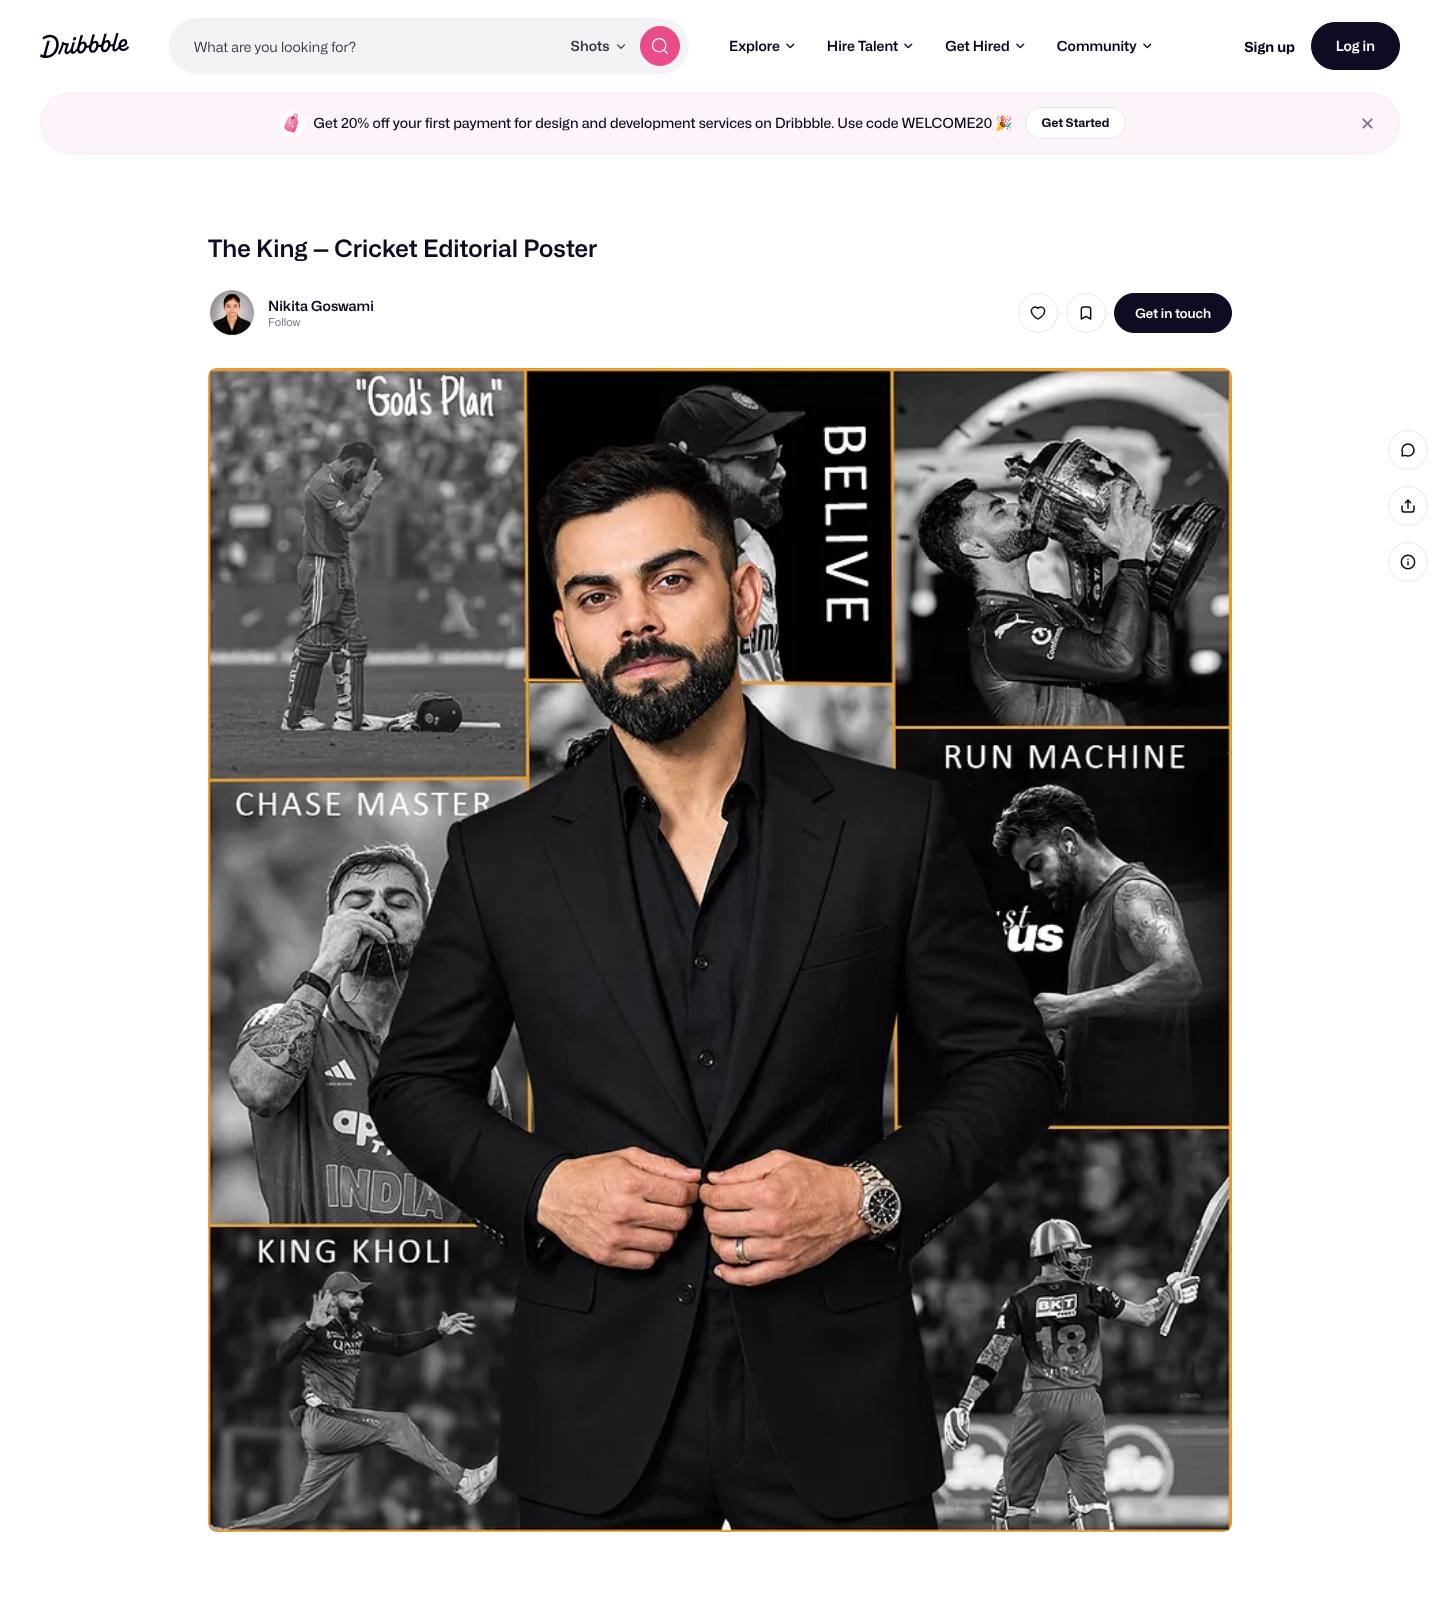 Dribbble
What are you looking for?
Shots
Explore
Hire Talent
Get Hired
Community
Sign up
Log in
Get 20% off your first payment for design and development services on Dribbble. Use code WELCOME20 🎉
Get Started
The King – Cricket Editorial Poster
Nikita Goswami
Follow
Get in touch
"God's Plan"
BELIVE
RUN MACHINE
CHASE MASTER
INDIA
KING KHOLI
BKT
18